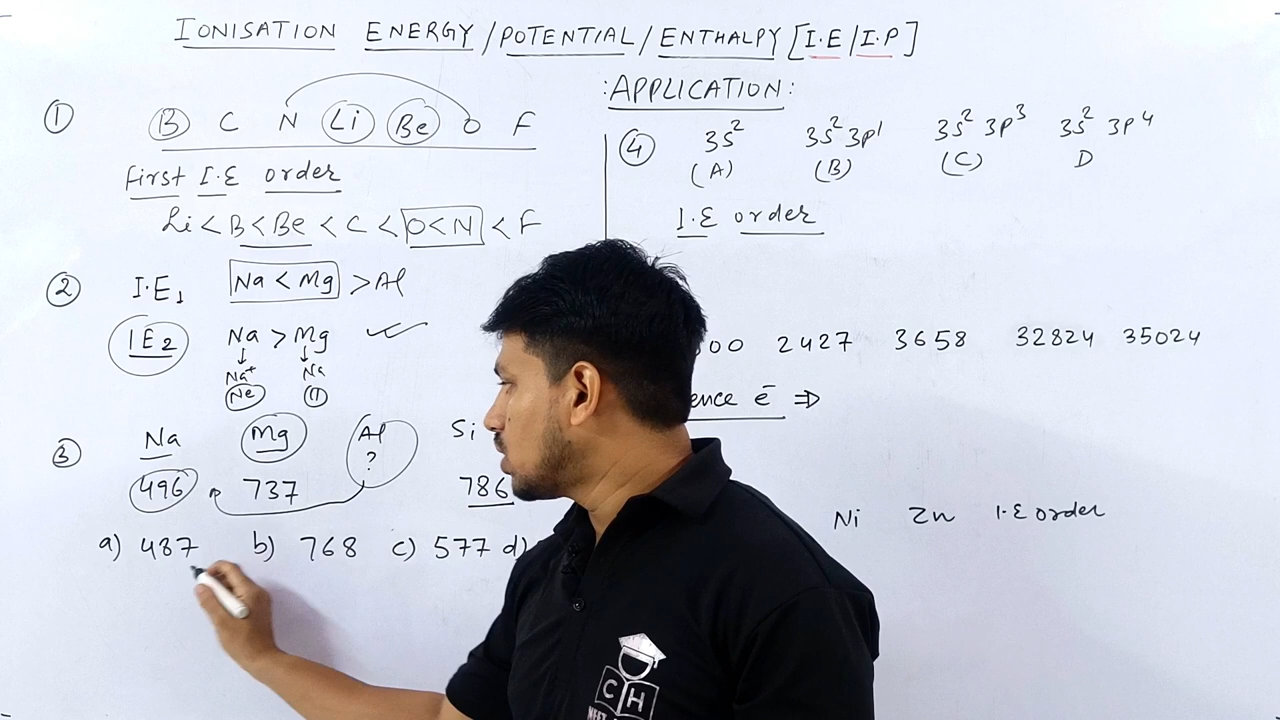 IONISATION ENERGY / POTENTIAL / ENTHALPY [I.E / I.P]
① B C N Li Be O F
First I.E order
Li < B < Be < C < O < N < F
② I.E₁ Na < Mg > Al
IE₂ Na > Mg
↓ ↓
Na⁺ Na
Ne 11
③ Na Mg Al Si
496 737 ? 786
a) 487 b) 768 c) 577 d)
: APPLICATION :
④ 3s² 3s² 3p¹ 3s² 3p³ 3s² 3p⁴
(A) (B) (C) D
I.E order
00 2427 3658 32824 35024
ence e⁻ ⇒
Ni Zn I.E order
C H